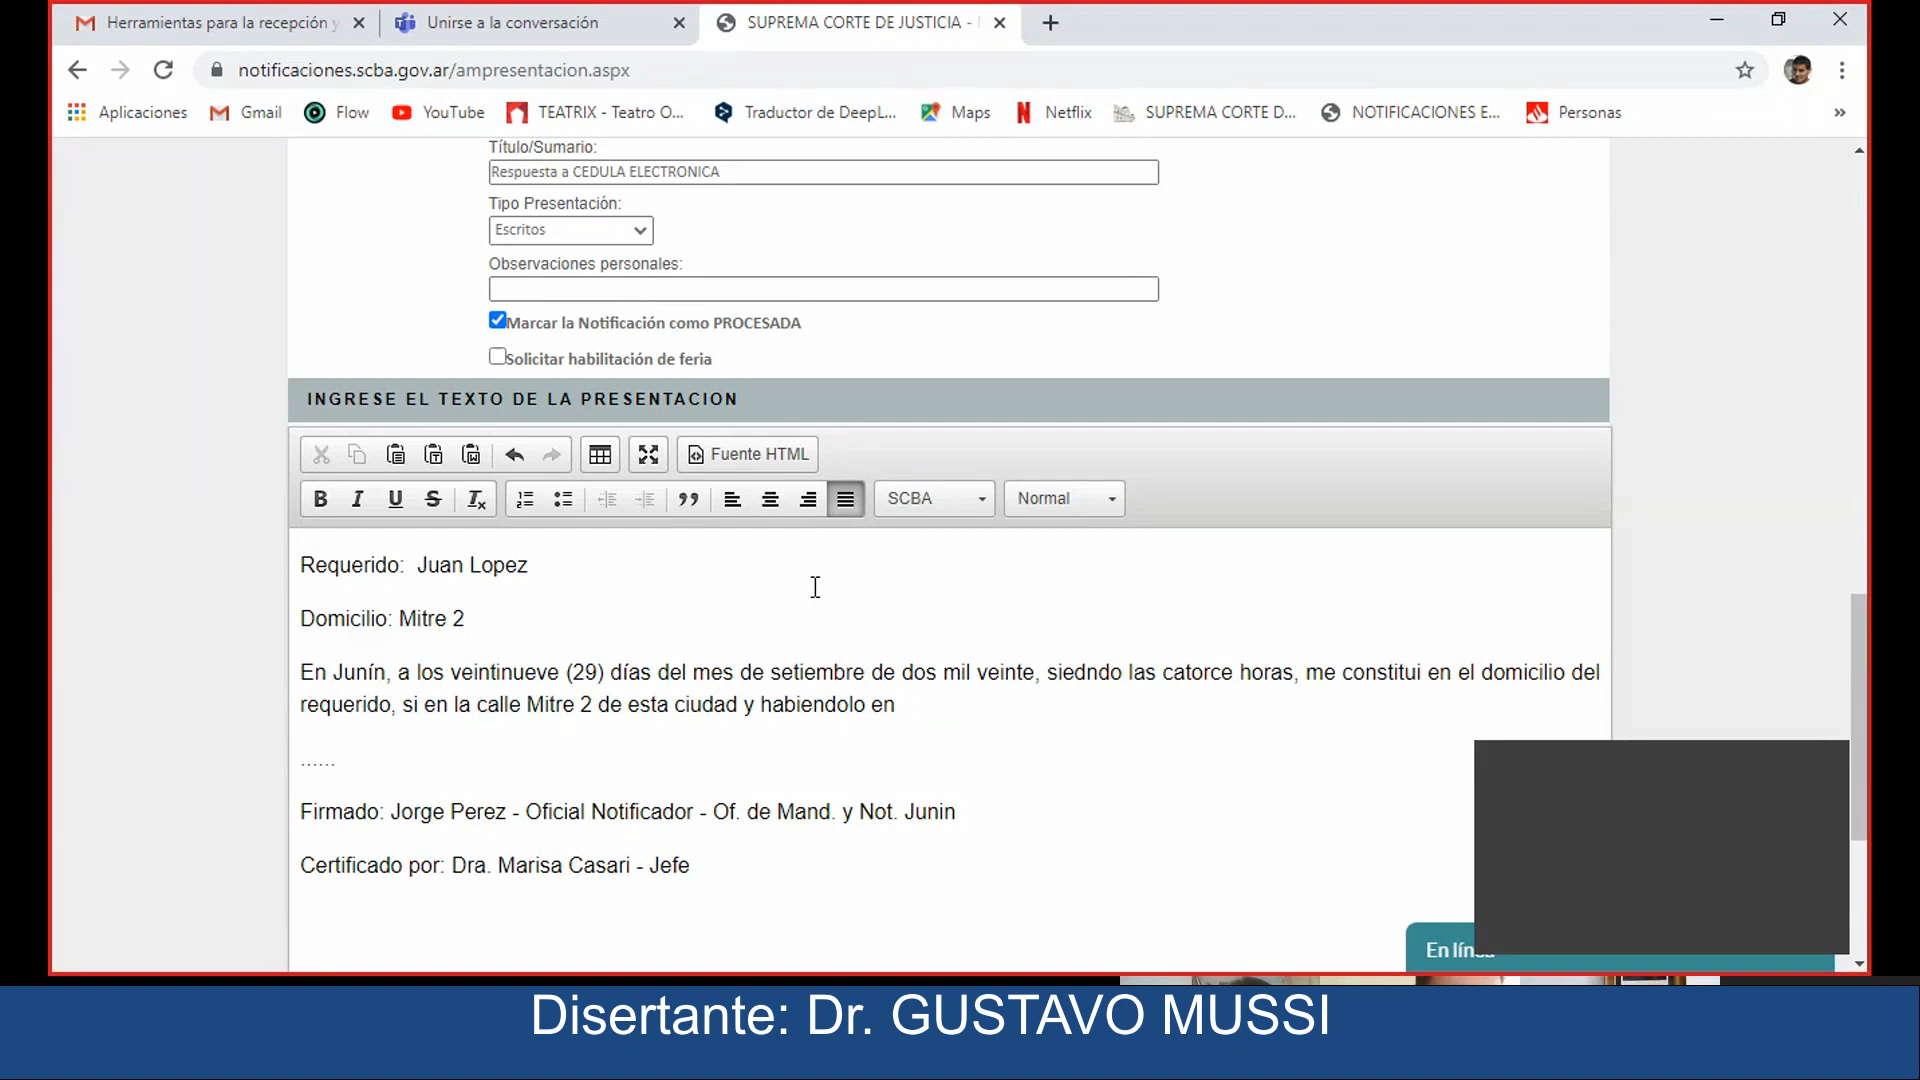 Herramientas para la recepción y
Unirse a la conversación
SUPREMA CORTE DE JUSTICIA -
notificaciones.scba.gov.ar/ampresentacion.aspx
Aplicaciones
Gmail
Flow
YouTube
TEATRIX - Teatro O...
Traductor de DeepL...
Maps
Netflix
SUPREMA CORTE D...
NOTIFICACIONES E...
Personas
»
Título/Sumario:
Respuesta a CEDULA ELECTRONICA
Tipo Presentación:
Escritos
Observaciones personales:
Marcar la Notificación como PROCESADA
Solicitar habilitación de feria
INGRESE EL TEXTO DE LA PRESENTACION
Fuente HTML
SCBA
Normal
Requerido: Juan Lopez
Domicilio: Mitre 2
En Junín, a los veintinueve (29) días del mes de setiembre de dos mil veinte, siedndo las catorce horas, me constitui en el domicilio del
requerido, si en la calle Mitre 2 de esta ciudad y habiendolo en
......
Firmado: Jorge Perez - Oficial Notificador - Of. de Mand. y Not. Junin
Certificado por: Dra. Marisa Casari - Jefe
En lín
Disertante: Dr. GUSTAVO MUSSI